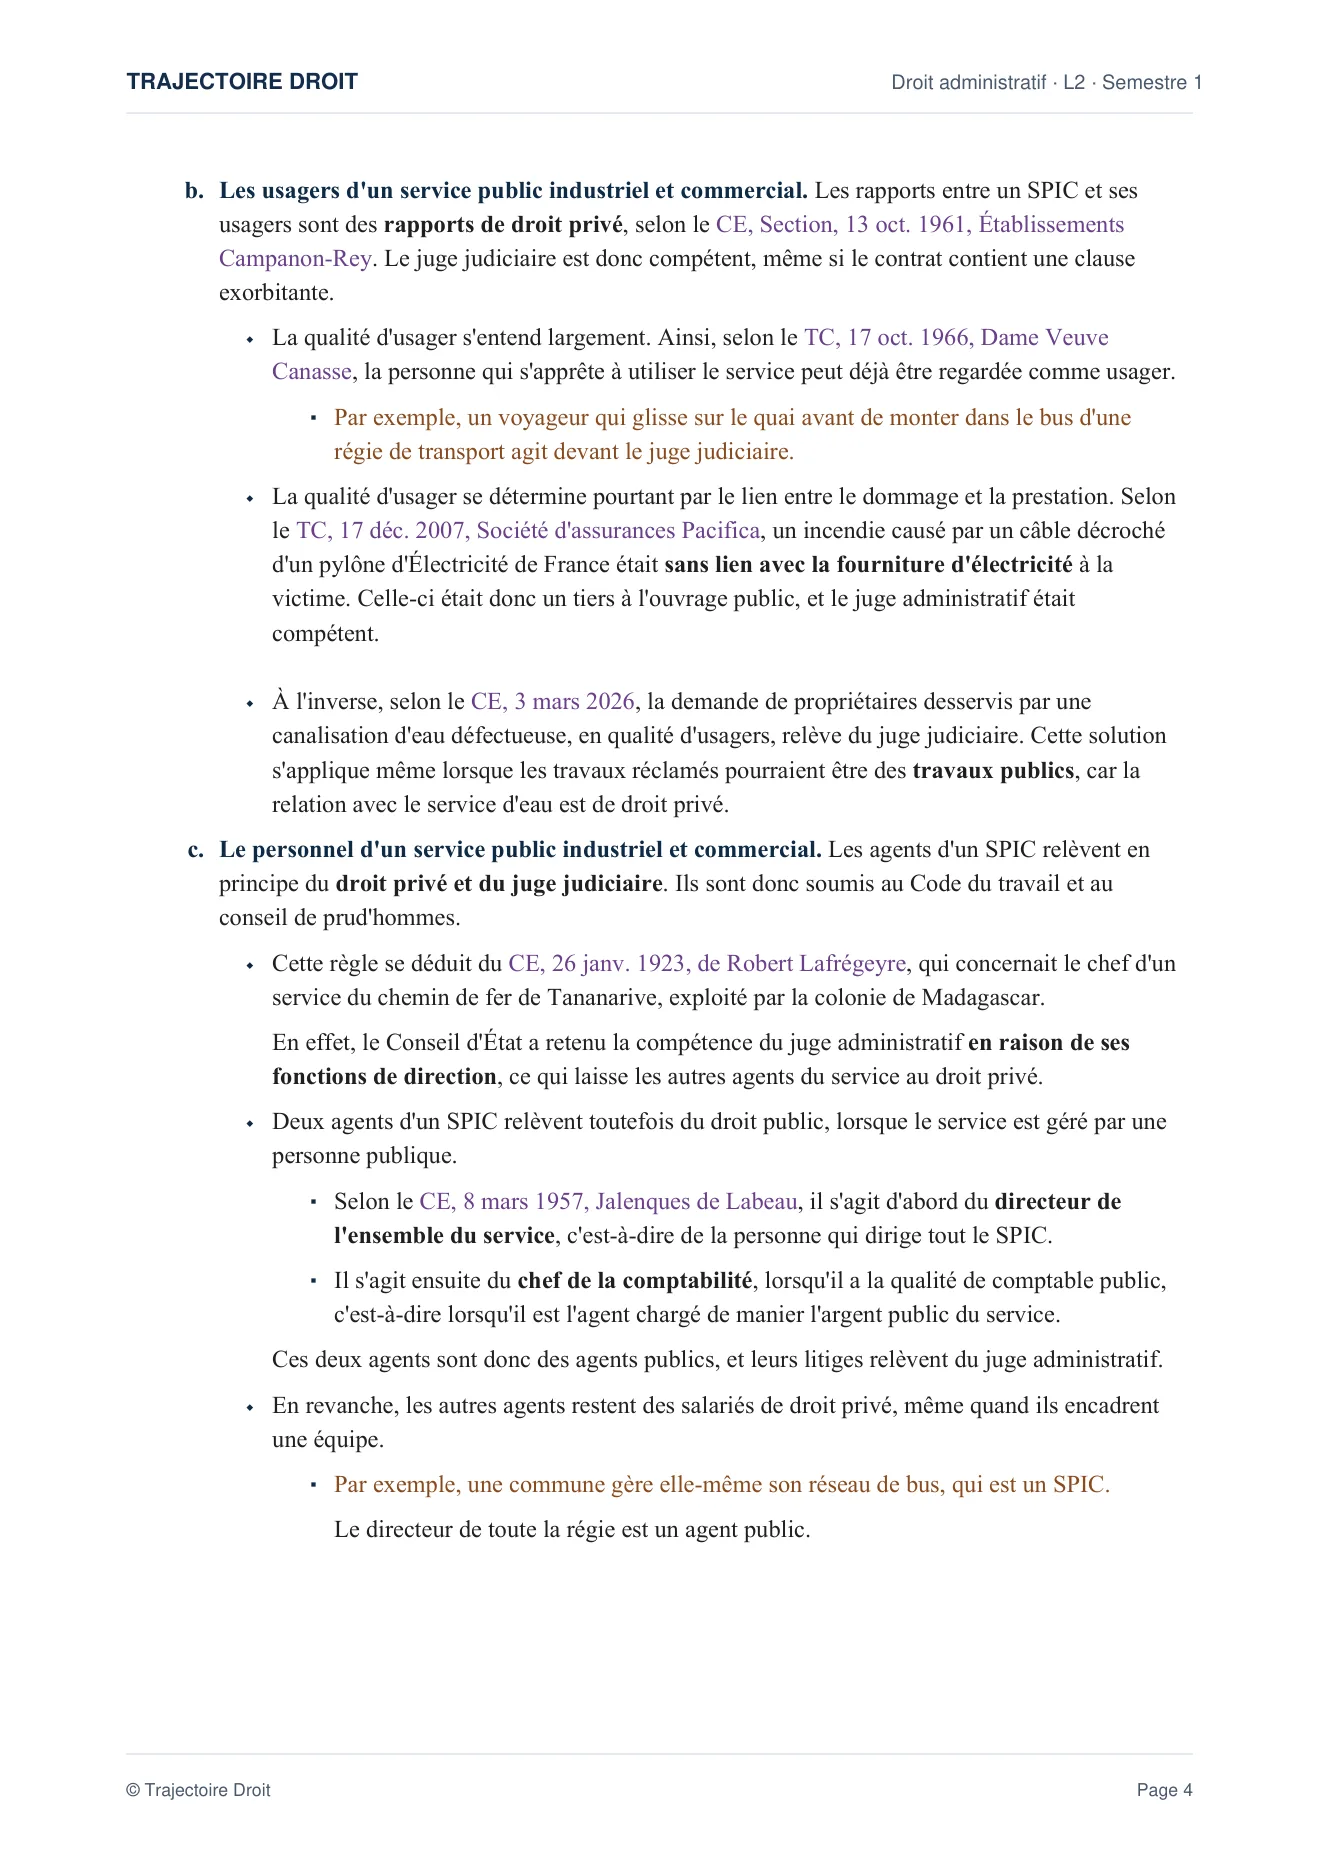 TRAJECTOIRE DROIT
Droit administratif · L2 · Semestre 1
b. Les usagers d'un service public industriel et commercial. Les rapports entre un SPIC et ses
usagers sont des rapports de droit privé, selon le CE, Section, 13 oct. 1961, Établissements
Campanon-Rey. Le juge judiciaire est donc compétent, même si le contrat contient une clause
exorbitante.
⬩ La qualité d'usager s'entend largement. Ainsi, selon le TC, 17 oct. 1966, Dame Veuve
Canasse, la personne qui s'apprête à utiliser le service peut déjà être regardée comme usager.
▪ Par exemple, un voyageur qui glisse sur le quai avant de monter dans le bus d'une
régie de transport agit devant le juge judiciaire.
⬩ La qualité d'usager se détermine pourtant par le lien entre le dommage et la prestation. Selon
le TC, 17 déc. 2007, Société d'assurances Pacifica, un incendie causé par un câble décroché
d'un pylône d'Électricité de France était sans lien avec la fourniture d'électricité à la
victime. Celle-ci était donc un tiers à l'ouvrage public, et le juge administratif était
compétent.
⬩ À l'inverse, selon le CE, 3 mars 2026, la demande de propriétaires desservis par une
canalisation d'eau défectueuse, en qualité d'usagers, relève du juge judiciaire. Cette solution
s'applique même lorsque les travaux réclamés pourraient être des travaux publics, car la
relation avec le service d'eau est de droit privé.
c. Le personnel d'un service public industriel et commercial. Les agents d'un SPIC relèvent en
principe du droit privé et du juge judiciaire. Ils sont donc soumis au Code du travail et au
conseil de prud'hommes.
⬩ Cette règle se déduit du CE, 26 janv. 1923, de Robert Lafrégeyre, qui concernait le chef d'un
service du chemin de fer de Tananarive, exploité par la colonie de Madagascar.
En effet, le Conseil d'État a retenu la compétence du juge administratif en raison de ses
fonctions de direction, ce qui laisse les autres agents du service au droit privé.
⬩ Deux agents d'un SPIC relèvent toutefois du droit public, lorsque le service est géré par une
personne publique.
▪ Selon le CE, 8 mars 1957, Jalenques de Labeau, il s'agit d'abord du directeur de
l'ensemble du service, c'est-à-dire de la personne qui dirige tout le SPIC.
▪ Il s'agit ensuite du chef de la comptabilité, lorsqu'il a la qualité de comptable public,
c'est-à-dire lorsqu'il est l'agent chargé de manier l'argent public du service.
Ces deux agents sont donc des agents publics, et leurs litiges relèvent du juge administratif.
⬩ En revanche, les autres agents restent des salariés de droit privé, même quand ils encadrent
une équipe.
▪ Par exemple, une commune gère elle-même son réseau de bus, qui est un SPIC.
Le directeur de toute la régie est un agent public.
© Trajectoire Droit
Page 4